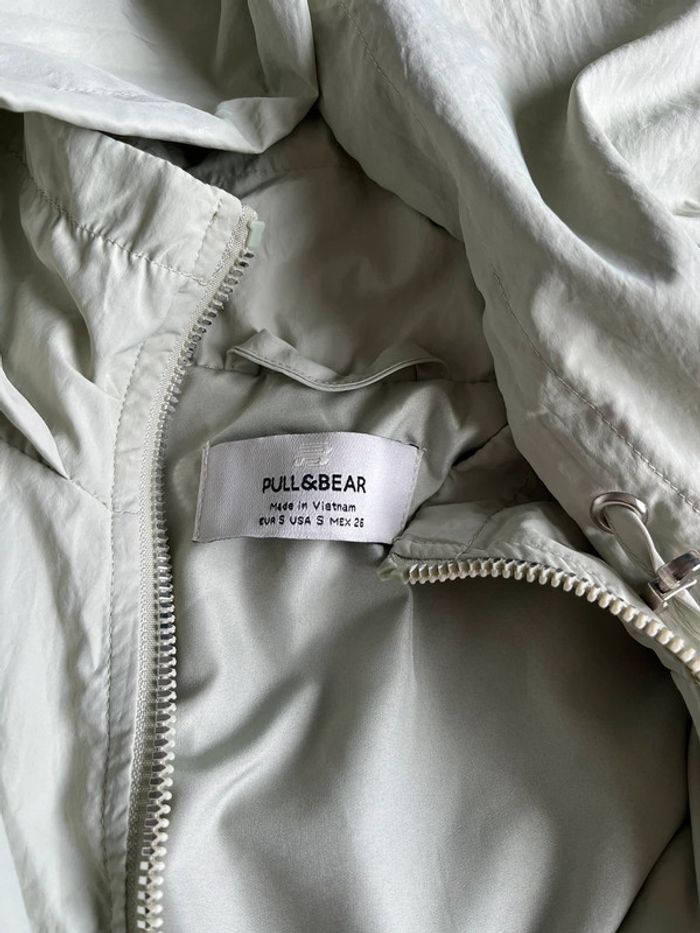 PULL&BEAR
Made in Vietnam
EUR S USA S MEX 26